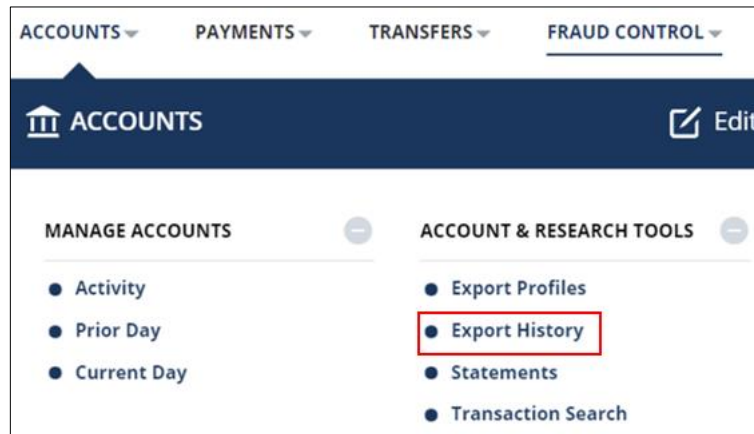 ACCOUNTS PAYMENTS TRANSFERS FRAUD CONTROL
ACCOUNTS Edit
MANAGE ACCOUNTS
Activity
Prior Day
Current Day
ACCOUNT & RESEARCH TOOLS
Export Profiles
Export History
Statements
Transaction Search